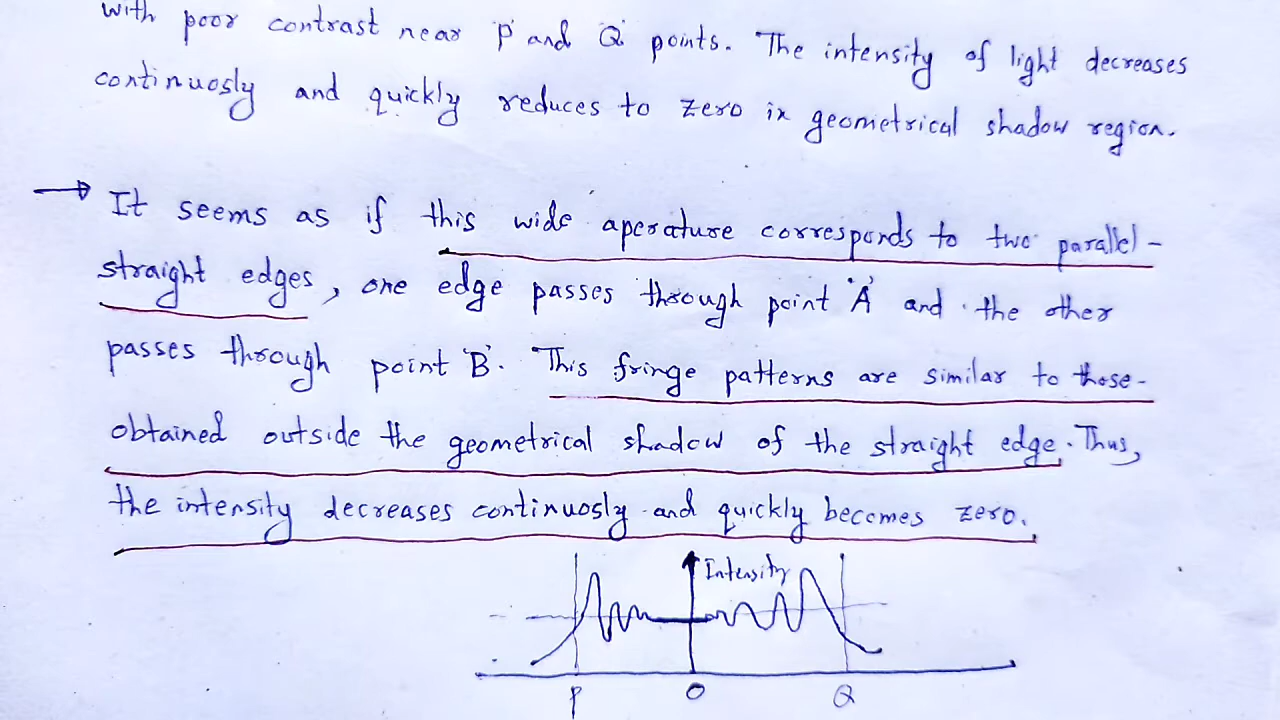 with poor contrast near 'P' and 'Q' points. The intensity of light decreases
continuosly and quickly reduces to zero in geometrical shadow region.
→ It seems as if this wide aperature corresponds to two parallel-
straight edges, one edge passes through point 'A' and the other
passes through point 'B'. This fringe patterns are similar to those-
obtained outside the geometrical shadow of the straight edge. Thus,
the intensity decreases continuosly and quickly becomes zero.
Intensity
P O Q